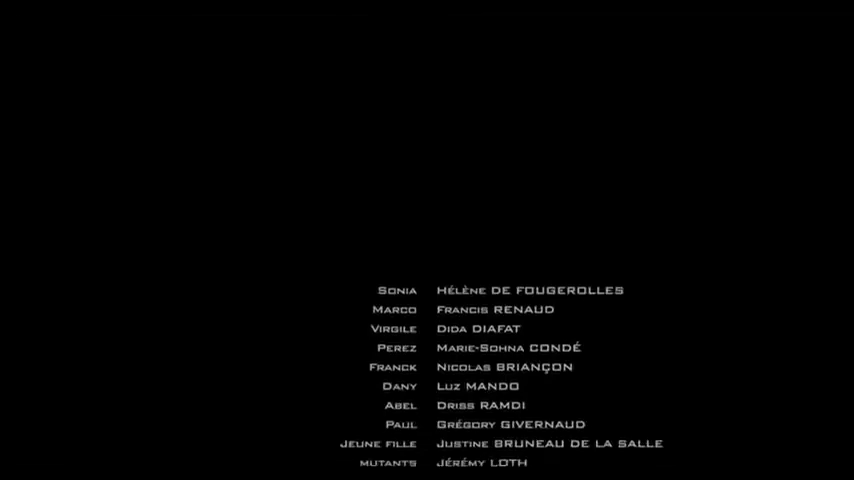 Sonia Hélène DE FOUGEROLLES
Marco Francis RENAUD
Virgile Dida DIAFAT
Perez Marie-Sohna CONDÉ
Franck Nicolas BRIANÇON
Dany Luz MANDO
Abel Driss RAMDI
Paul Grégory GIVERNAUD
Jeune fille Justine BRUNEAU DE LA SALLE
mutants Jérémy LOTH